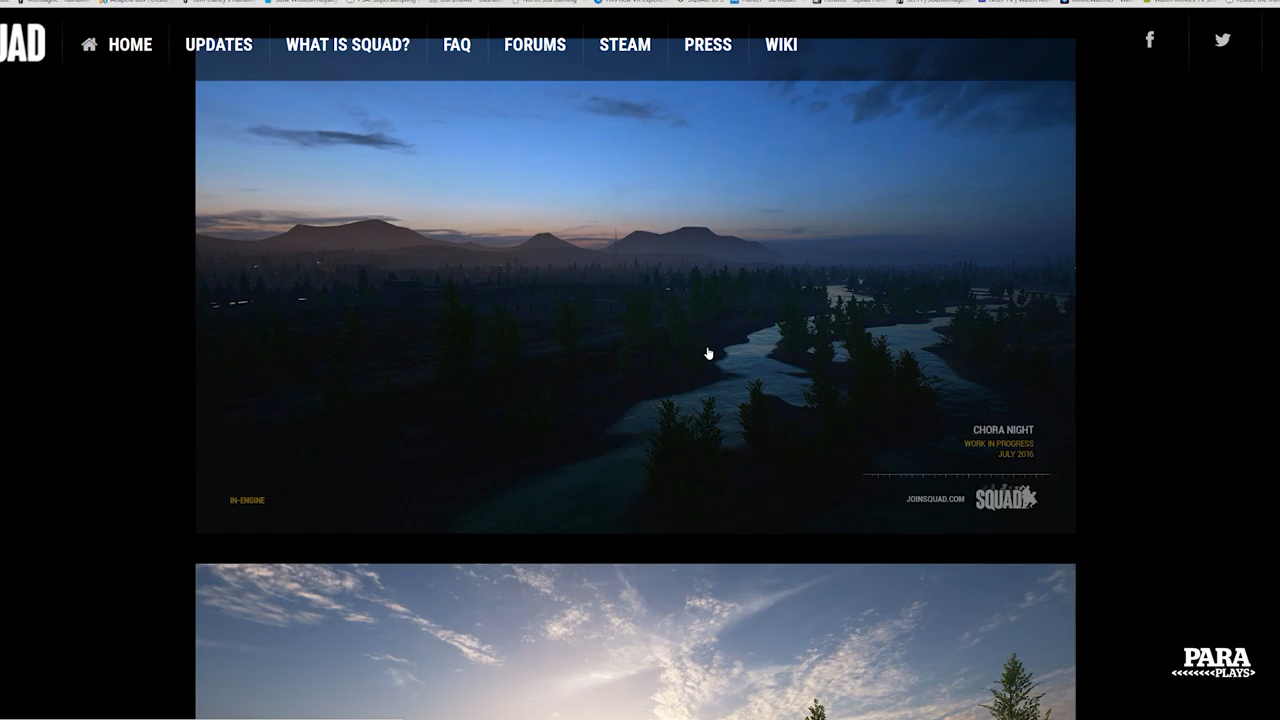 UAD
HOME UPDATES WHAT IS SQUAD? FAQ FORUMS STEAM PRESS WIKI
CHORA NIGHT
WORK IN PROGRESS
JULY 2016
IN-ENGINE
JOINSQUAD.COM SQUAD
PARA
PLAYS